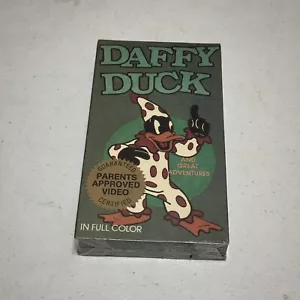 DAFFY
DUCK
AND
GREAT
ADVENTURES
GUARANTEED
PARENTS
APPROVED
VIDEO
CERTIFIED
IN FULL COLOR